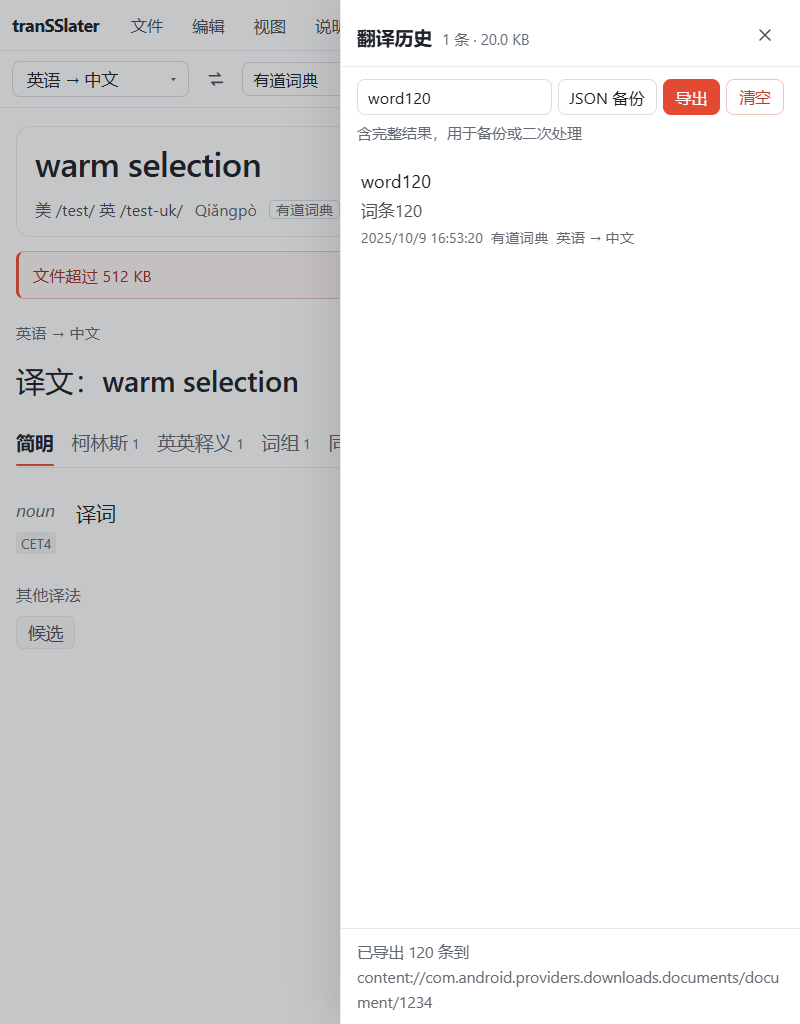 tranSSlater 文件 编辑 视图
英语 → 中文 有道词典
warm selection
美 /test/ 英 /test-uk/ Qiǎngpò 有道词典
文件超过 512 KB
英语 → 中文
译文：warm selection
简明 柯林斯 1 英英释义 1 词组 1
noun 译词
CET4
其他译法
候选
翻译历史 1 条 · 20.0 KB
word120 JSON 备份 导出 清空
含完整结果，用于备份或二次处理
word120
词条120
2025/10/9 16:53:20 有道词典 英语 → 中文
已导出 120 条到
content://com.android.providers.downloads.documents/docu
ment/1234